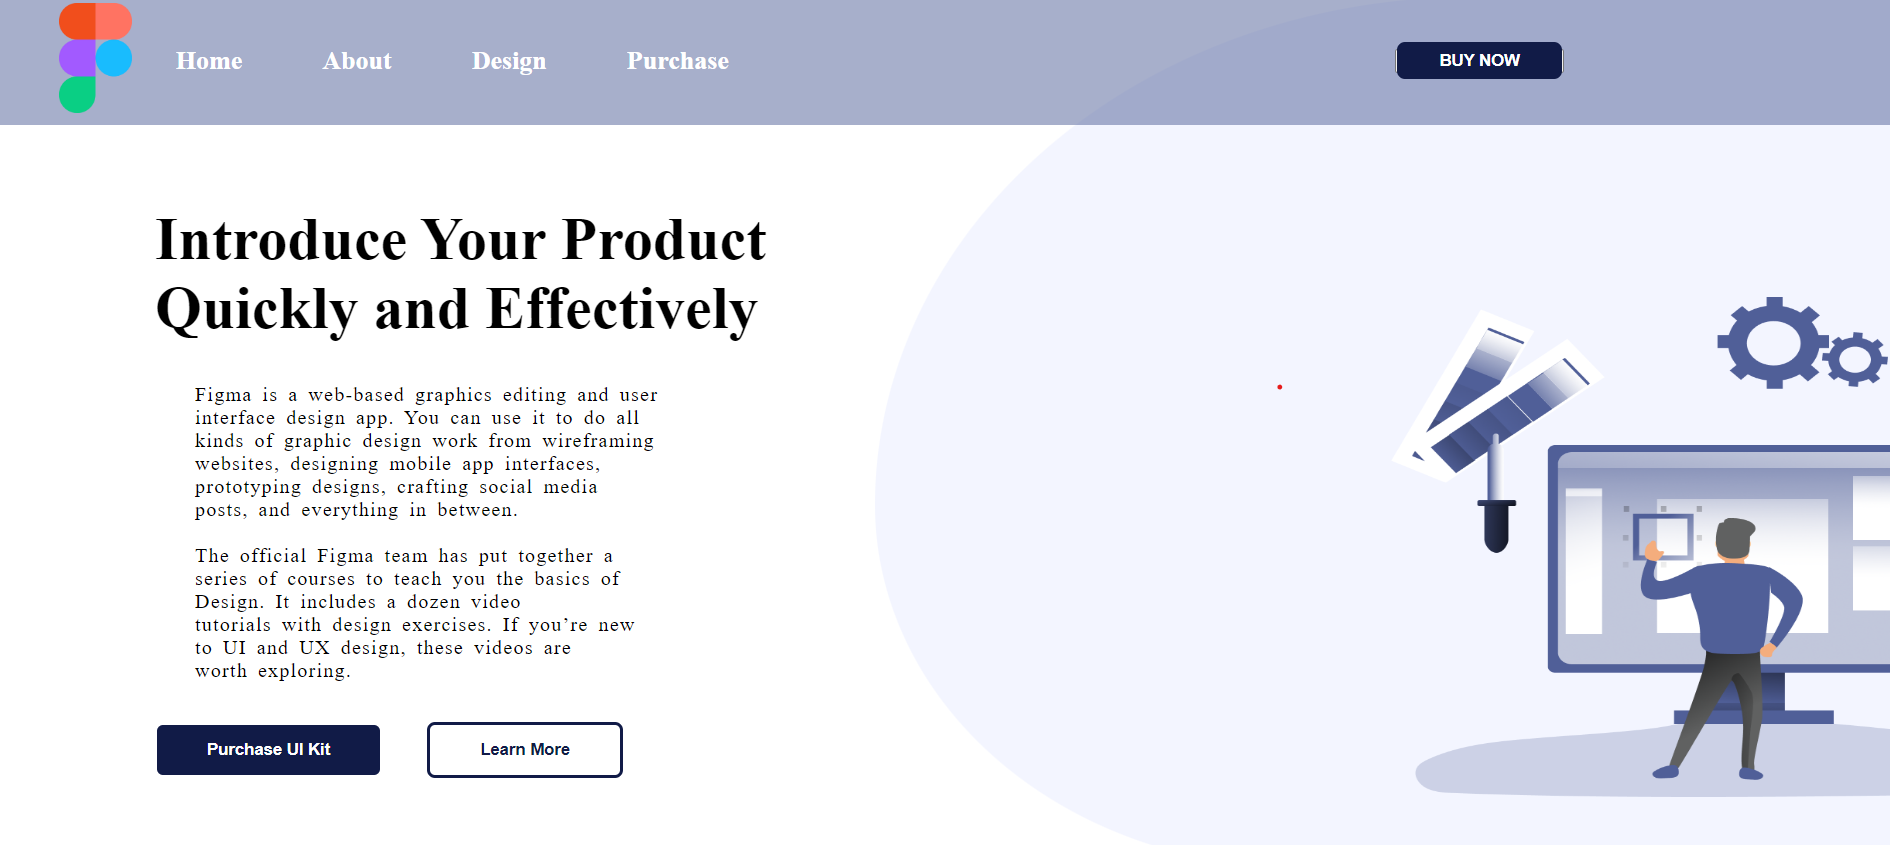 Home
About
Design
Purchase
BUY NOW
Introduce Your Product
Quickly and Effectively
Figma is a web-based graphics editing and user
interface design app. You can use it to do all
kinds of graphic design work from wireframing
websites, designing mobile app interfaces,
prototyping designs, crafting social media
posts, and everything in between.
The official Figma team has put together a
series of courses to teach you the basics of
Design. It includes a dozen video
tutorials with design exercises. If you’re new
to UI and UX design, these videos are
worth exploring.
Purchase UI Kit
Learn More